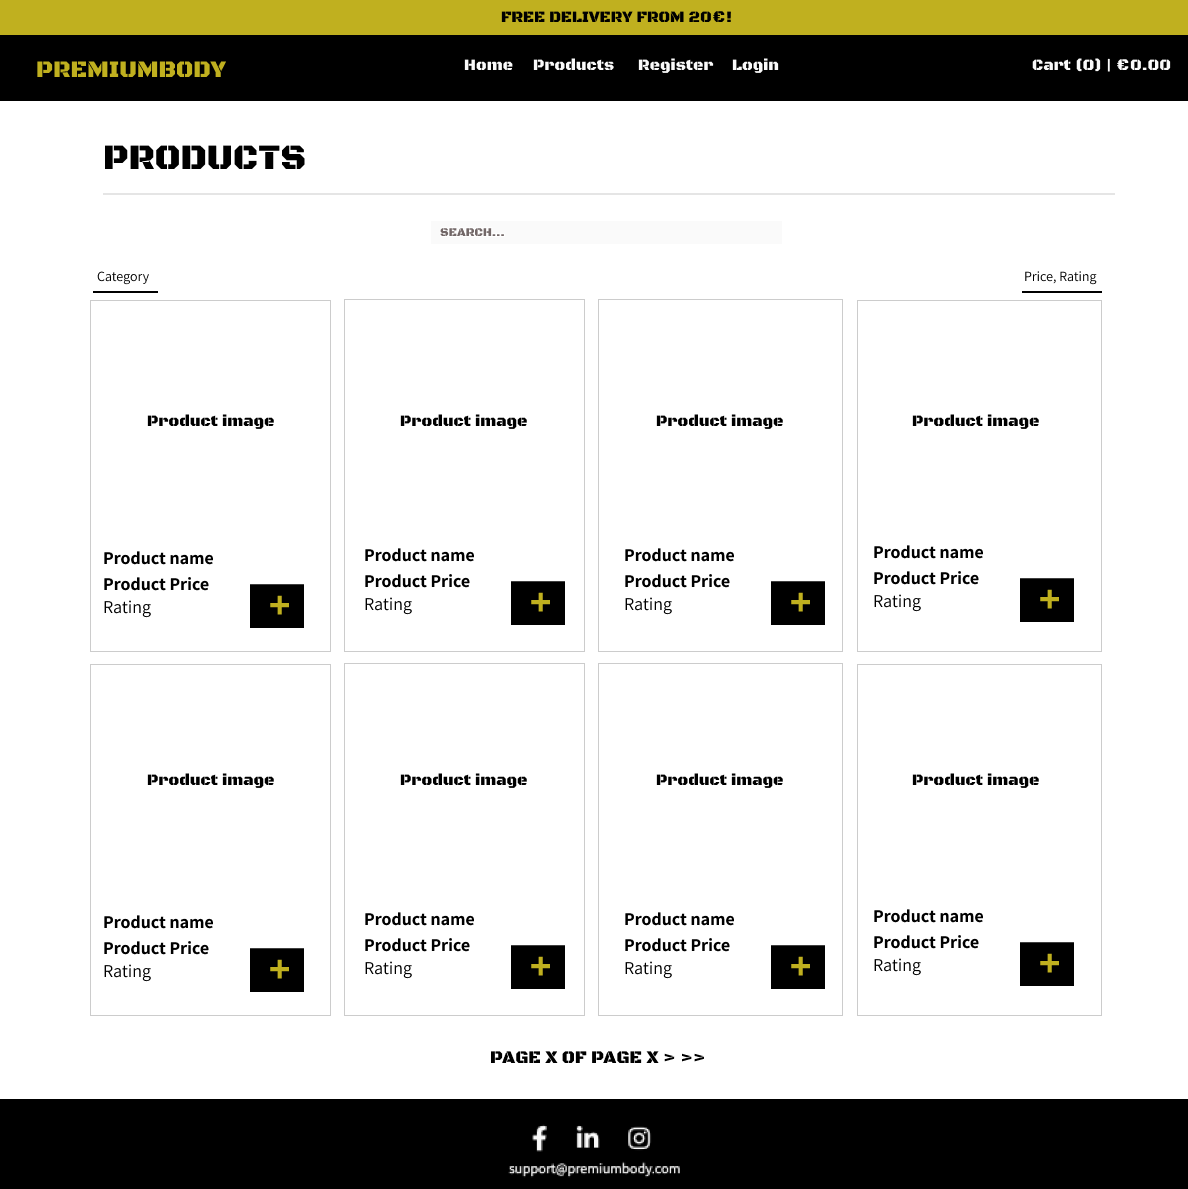 FREE DELIVERY FROM 20€!
PREMIUMBODY
Home Products Register Login
Cart (0) | €0.00
PRODUCTS
SEARCH...
Category
Price, Rating
Product image
Product name
Product Price
Rating
+
Product image
Product name
Product Price
Rating
+
Product image
Product name
Product Price
Rating
+
Product image
Product name
Product Price
Rating
+
Product image
Product name
Product Price
Rating
+
Product image
Product name
Product Price
Rating
+
Product image
Product name
Product Price
Rating
+
Product image
Product name
Product Price
Rating
+
PAGE X OF PAGE X > >>
support@premiumbody.com